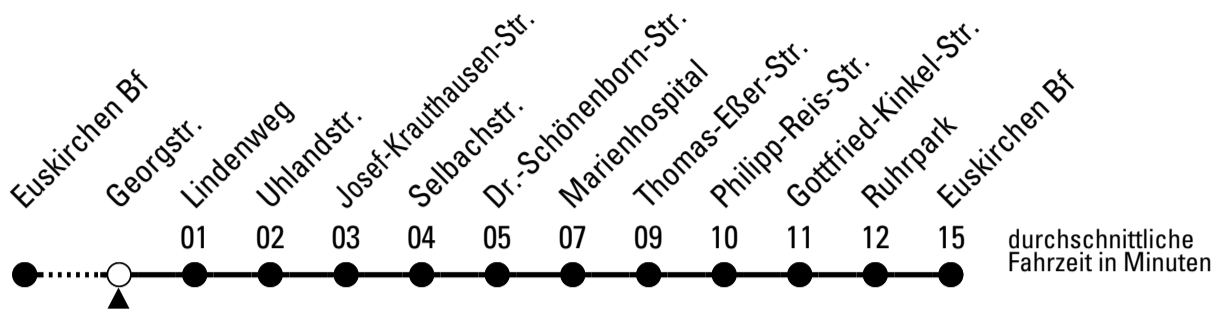 Euskirchen Bf
Georgstr.
Lindenweg
Uhlandstr.
Josef-Krauthausen-Str.
Selbachstr.
Dr.-Schönenborn-Str.
Marienhospital
Thomas-Eßer-Str.
Philipp-Reis-Str.
Gottfried-Kinkel-Str.
Ruhrpark
Euskirchen Bf
01 02 03 04 05 07 09 10 11 12 15
durchschnittliche
Fahrzeit in Minuten